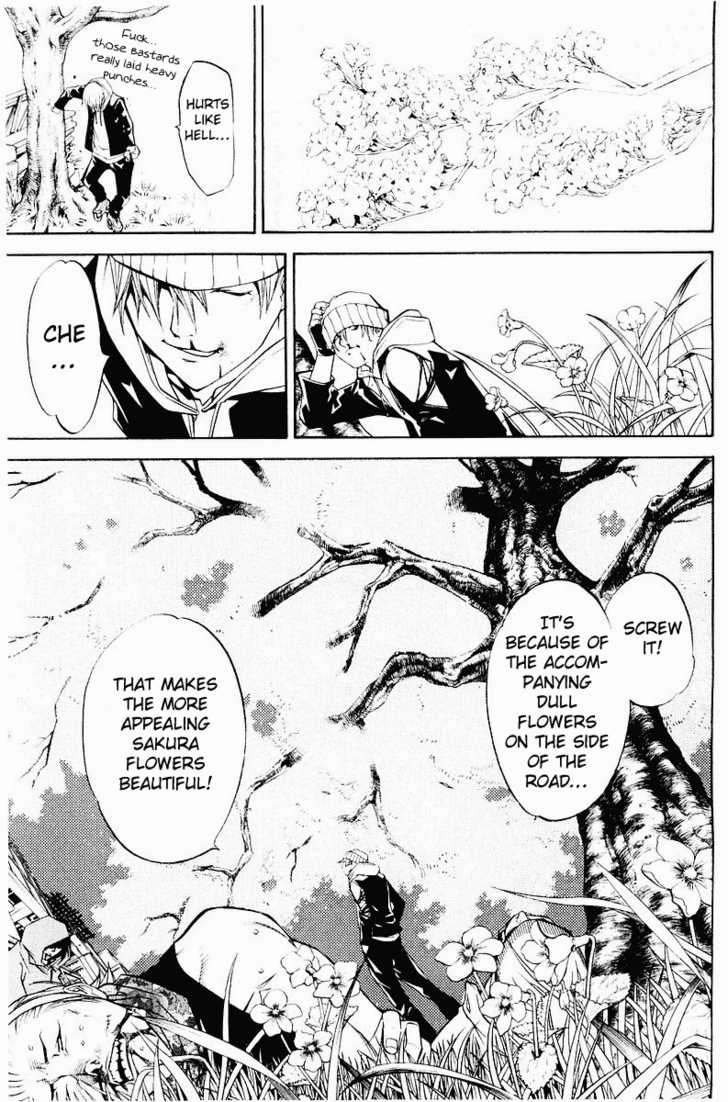 Fuck...
those Bastards
really laid heavy
punches...
HURTS
LIKE
HELL...
CHE
...
SCREW
IT!
IT'S
BECAUSE OF
THE ACCOM-
PANYING
DULL
FLOWERS
ON THE SIDE
OF THE
ROAD...
THAT MAKES
THE MORE
APPEALING
SAKURA
FLOWERS
BEAUTIFUL!